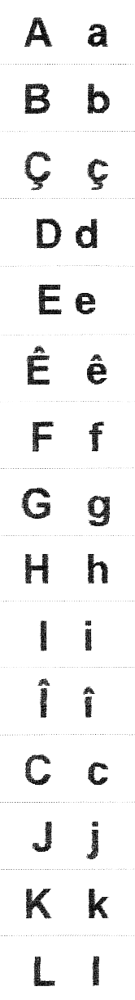 A a
B b
Ç ç
D d
E e
Ê ê
F f
G g
H h
I i
Î î
C c
J j
K k
L l